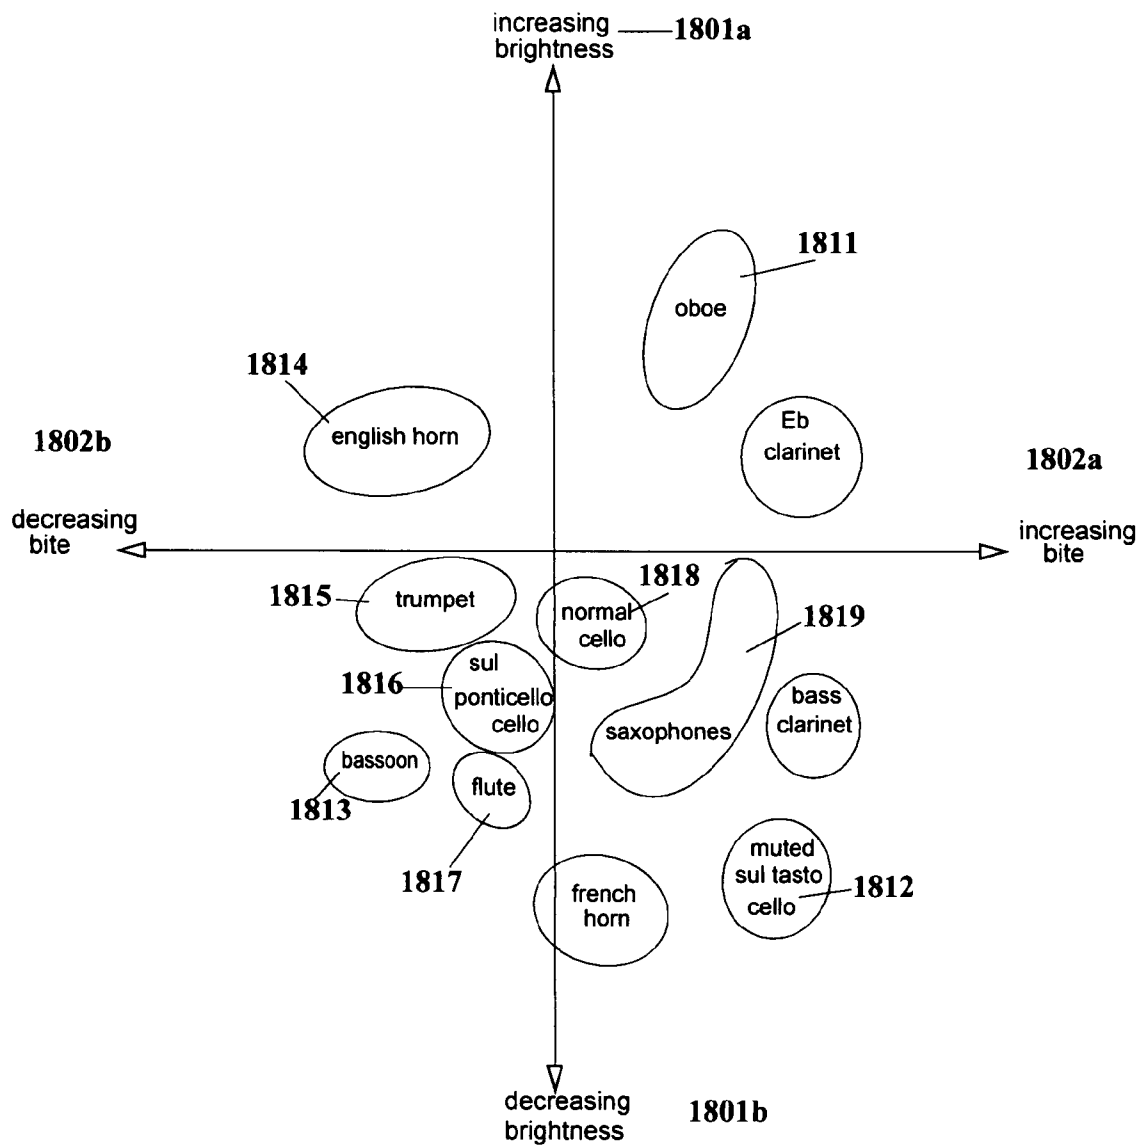 increasing
brightness
1801a
1811
oboe
1814
english horn
Eb
clarinet
1802b
1802a
decreasing
bite
increasing
bite
1815
trumpet
1818
normal
cello
1819
1816
sul
ponticello
cello
saxophones
bass
clarinet
bassoon
1813
flute
1817
muted
sul tasto
cello
1812
french
horn
decreasing
brightness
1801b